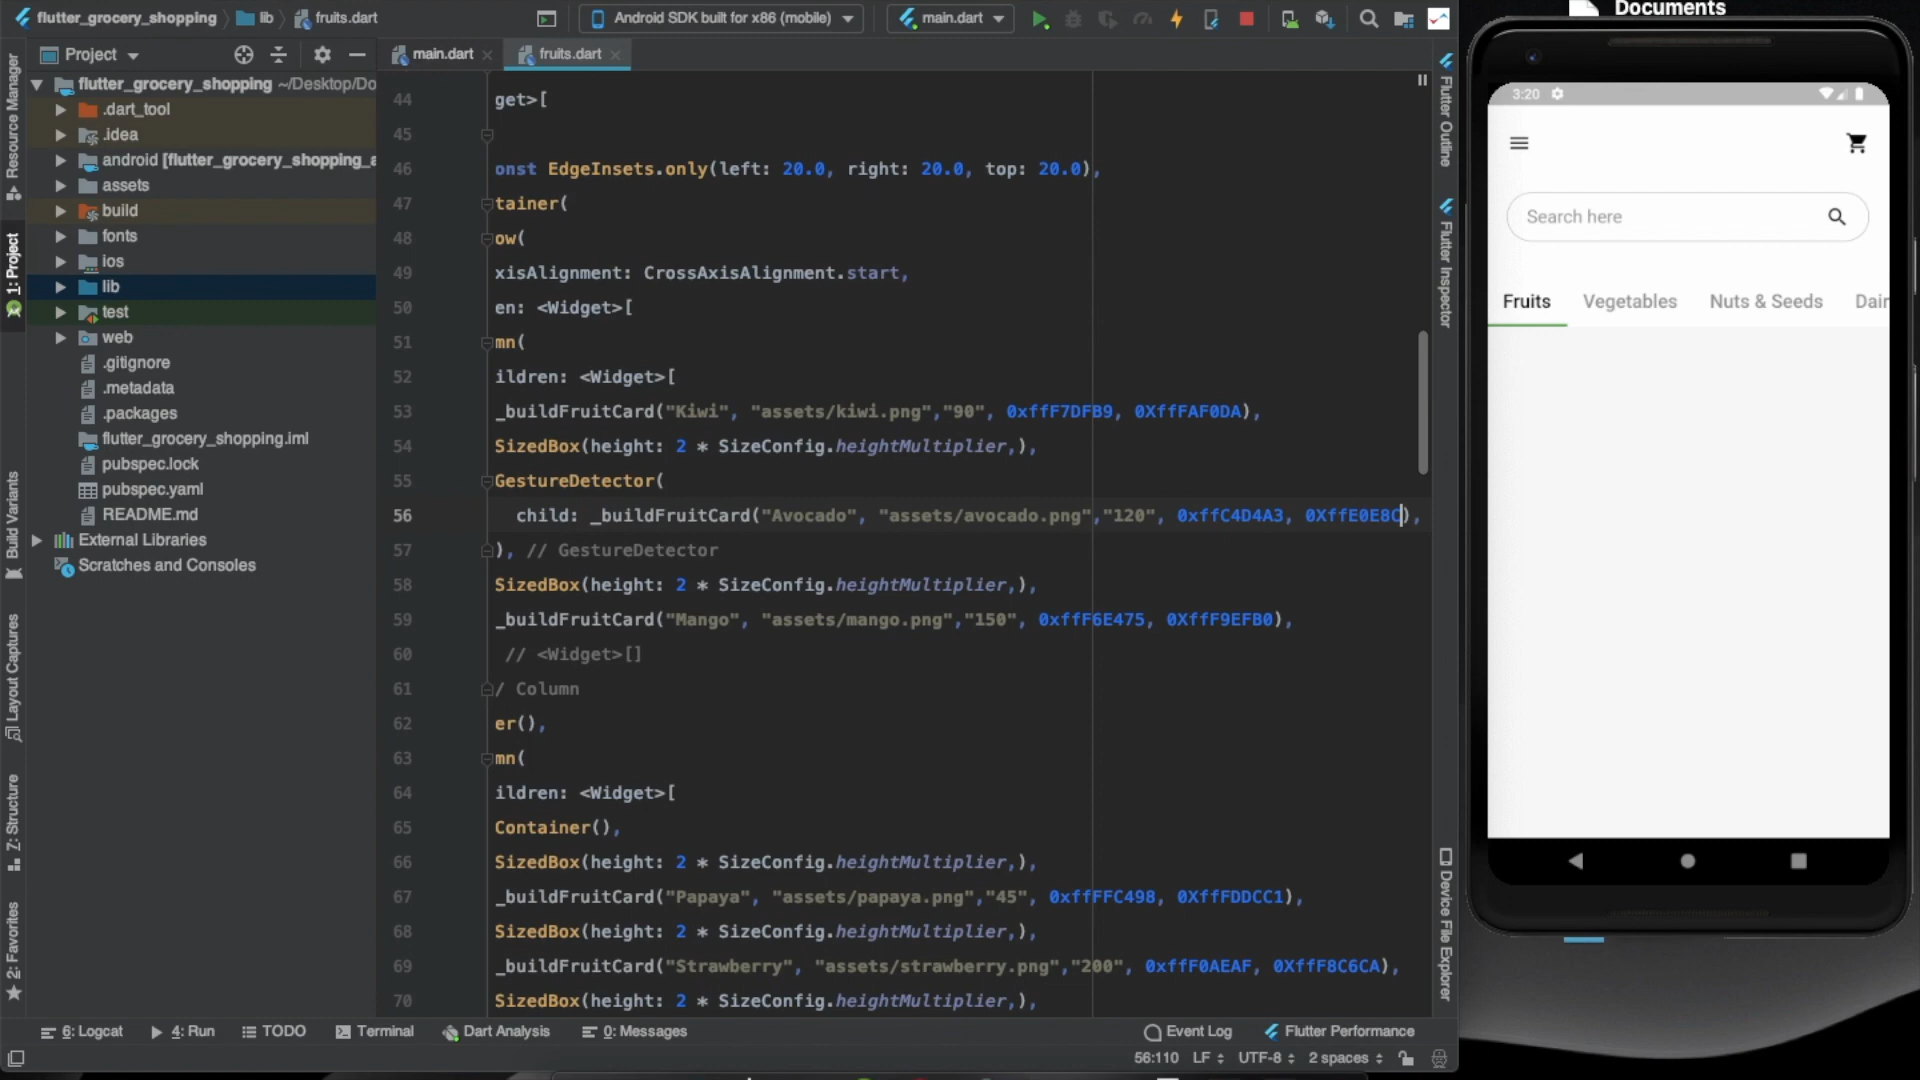 flutter_grocery_shopping
lib
fruits.dart
Android SDK built for x86 (mobile)
main.dart
Documents
Project
main.dart
fruits.dart
flutter_grocery_shopping ~/Desktop/Do
.dart_tool
.idea
android [flutter_grocery_shopping_a
assets
build
fonts
ios
lib
test
web
.gitignore
.metadata
.packages
flutter_grocery_shopping.iml
pubspec.lock
pubspec.yaml
README.md
External Libraries
Scratches and Consoles
Resource Manager
1: Project
Build Variants
Layout Captures
Z: Structure
2: Favorites
44 get>[
45
46 onst EdgeInsets.only(left: 20.0, right: 20.0, top: 20.0),
47 tainer(
48 ow(
49 xisAlignment: CrossAxisAlignment.start,
50 en: <Widget>[
51 mn(
52 ildren: <Widget>[
53 _buildFruitCard("Kiwi", "assets/kiwi.png","90", 0xffF7DFB9, 0XffFAF0DA),
54 SizedBox(height: 2 * SizeConfig.heightMultiplier,),
55 GestureDetector(
56 child: _buildFruitCard("Avocado", "assets/avocado.png","120", 0xffC4D4A3, 0XffE0E8C),
57 ), // GestureDetector
58 SizedBox(height: 2 * SizeConfig.heightMultiplier,),
59 _buildFruitCard("Mango", "assets/mango.png","150", 0xffF6E475, 0XffF9EFB0),
60 // <Widget>[]
61 / Column
62 er(),
63 mn(
64 ildren: <Widget>[
65 Container(),
66 SizedBox(height: 2 * SizeConfig.heightMultiplier,),
67 _buildFruitCard("Papaya", "assets/papaya.png","45", 0xffFFC498, 0XffFDDCC1),
68 SizedBox(height: 2 * SizeConfig.heightMultiplier,),
69 _buildFruitCard("Strawberry", "assets/strawberry.png","200", 0xffF0AEAF, 0XffF8C6CA),
70 SizedBox(height: 2 * SizeConfig.heightMultiplier,),
Flutter Outline
Flutter Inspector
Device File Explorer
3:20
Search here
Fruits Vegetables Nuts & Seeds Dair
6: Logcat
4: Run
TODO
Terminal
Dart Analysis
0: Messages
Event Log
Flutter Performance
56:110 LF UTF-8 2 spaces